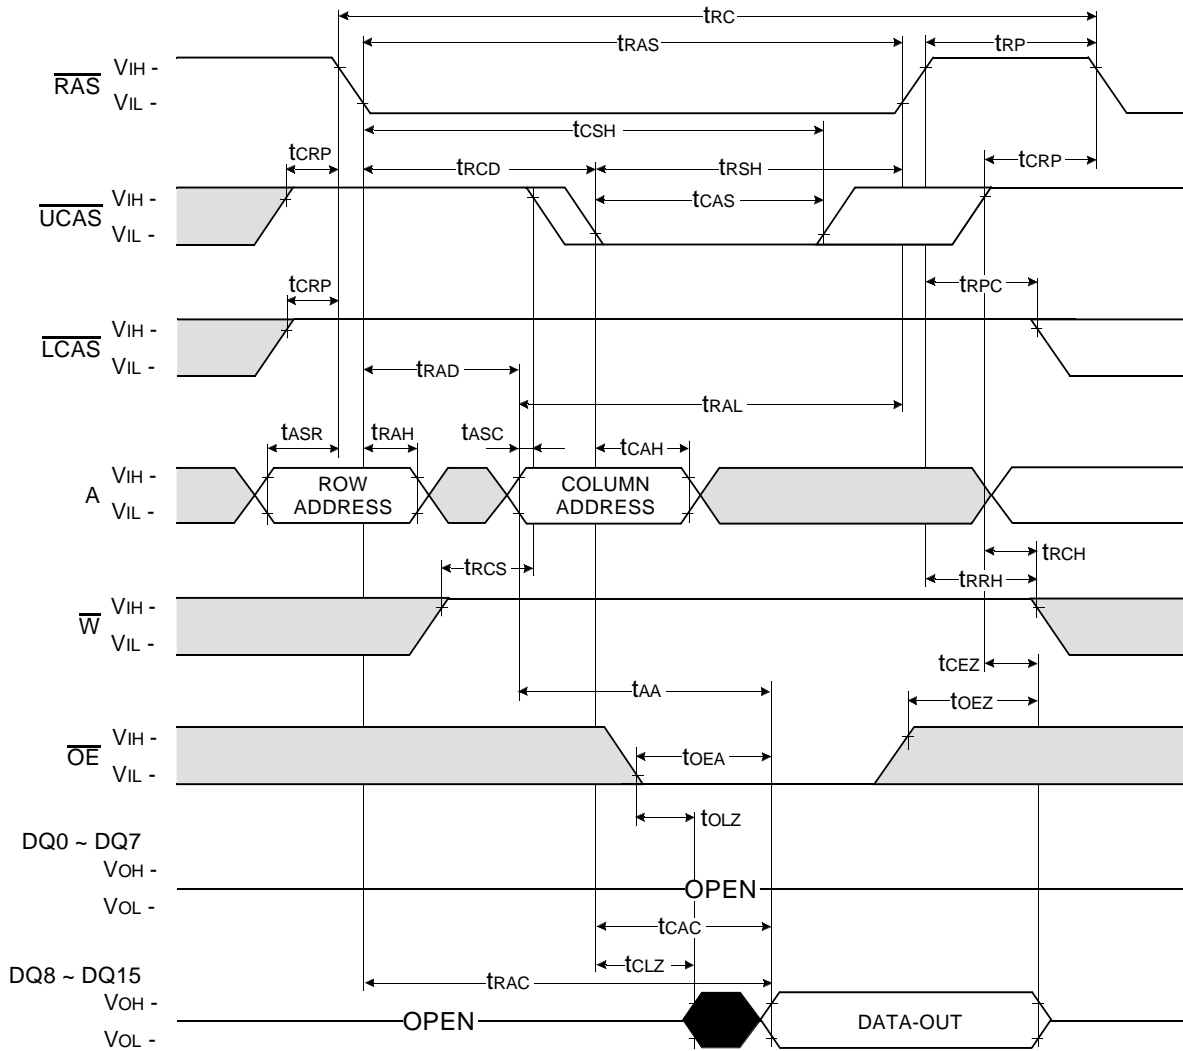 tRC
tRAS
tRP
RAS
VIH -
VIL -
tCSH
tCRP
tRCD
tRSH
tCRP
UCAS
VIH -
VIL -
tCAS
tCRP
tRPC
LCAS
VIH -
VIL -
tRAD
tRAL
tASR
tRAH
tASC
tCAH
A
VIH -
VIL -
ROW
ADDRESS
COLUMN
ADDRESS
tRCS
tRCH
tRRH
W
VIH -
VIL -
tCEZ
tAA
tOEZ
OE
VIH -
VIL -
tOEA
tOLZ
DQ0 ~ DQ7
VOH -
VOL -
OPEN
tCAC
tCLZ
tRAC
DQ8 ~ DQ15
VOH -
VOL -
OPEN
DATA-OUT